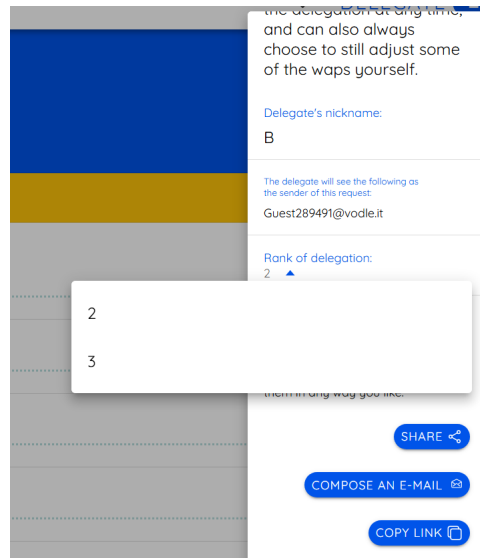 DELEGATE
the delegation at any time,
and can also always
choose to still adjust some
of the waps yourself.
Delegate's nickname:
B
The delegate will see the following as
the sender of this request:
Guest289491@vodle.it
Rank of delegation:
2
2
3
them in any way you like.
SHARE
COMPOSE AN E-MAIL
COPY LINK